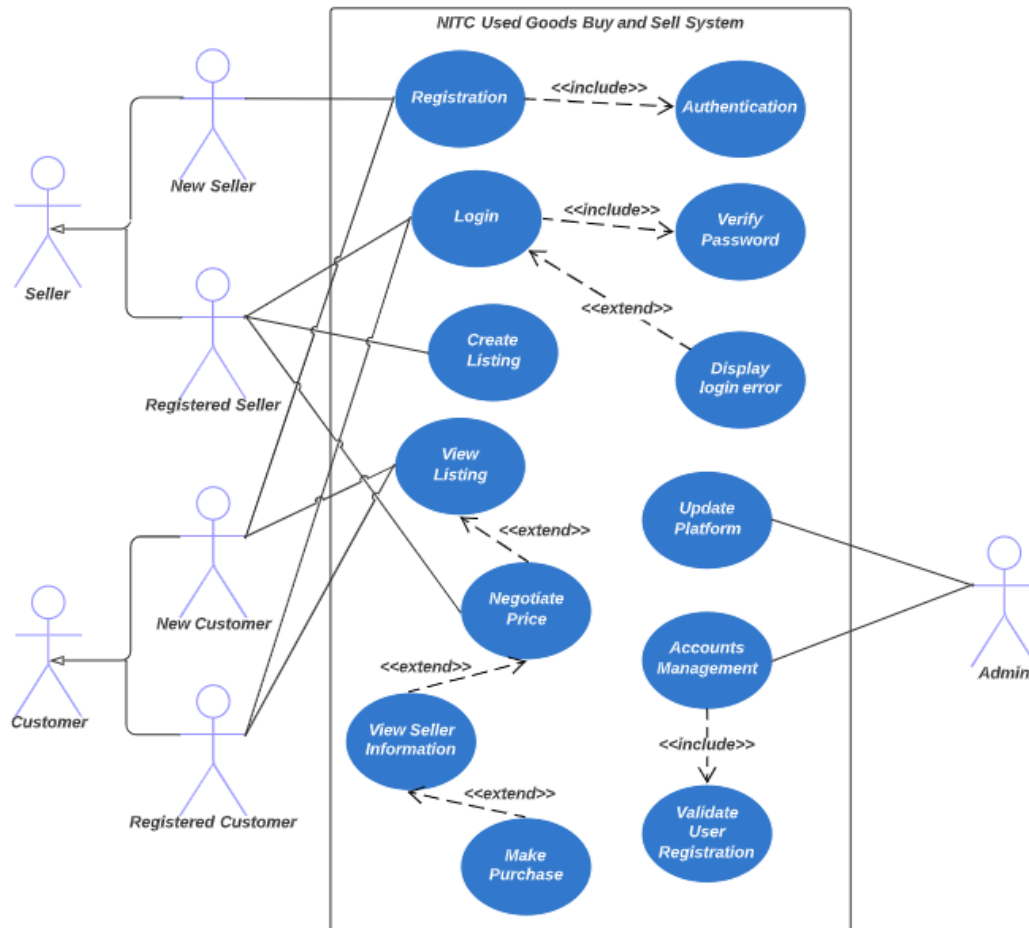 NITC Used Goods Buy and Sell System
Registration
<<include>>
Authentication
New Seller
Login
<<include>>
Verify
Password
Seller
<<extend>>
Create
Listing
Display
login error
Registered Seller
View
Listing
Update
Platform
<<extend>>
New Customer
Negotiate
Price
Accounts
Management
Admin
<<extend>>
Customer
View Seller
Information
<<include>>
<<extend>>
Registered Customer
Validate
User
Registration
Make
Purchase